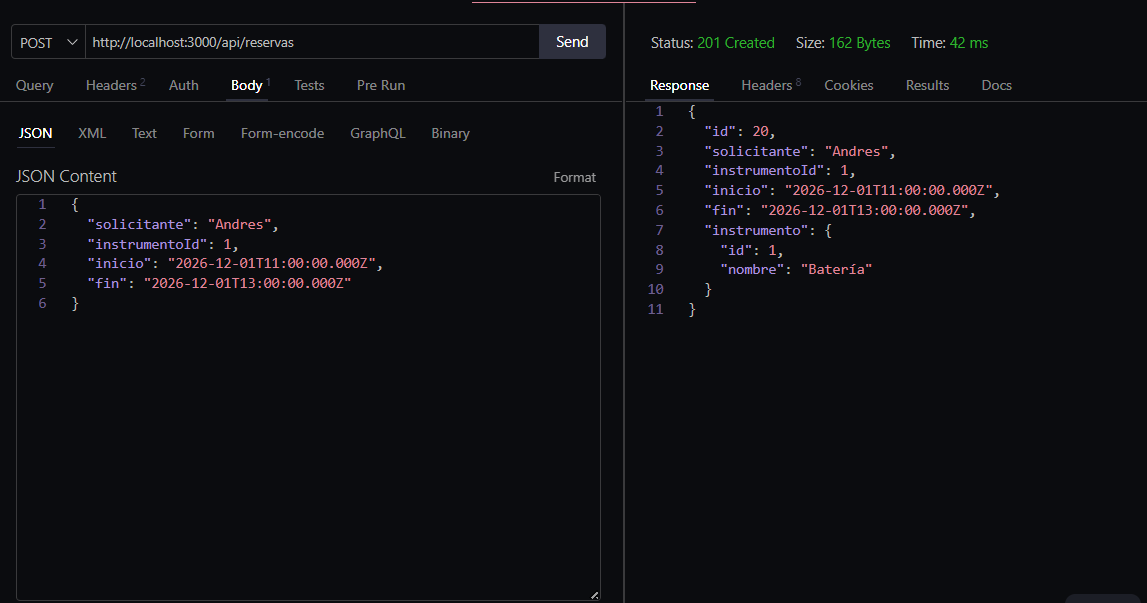 POST http://localhost:3000/api/reservas Send
Query Headers 2 Auth Body 1 Tests Pre Run
JSON XML Text Form Form-encode GraphQL Binary
JSON Content Format
1 {
2 "solicitante": "Andres",
3 "instrumentoId": 1,
4 "inicio": "2026-12-01T11:00:00.000Z",
5 "fin": "2026-12-01T13:00:00.000Z"
6 }
Status: 201 Created Size: 162 Bytes Time: 42 ms
Response Headers 8 Cookies Results Docs
1 {
2 "id": 20,
3 "solicitante": "Andres",
4 "instrumentoId": 1,
5 "inicio": "2026-12-01T11:00:00.000Z",
6 "fin": "2026-12-01T13:00:00.000Z",
7 "instrumento": {
8 "id": 1,
9 "nombre": "Batería"
10 }
11 }